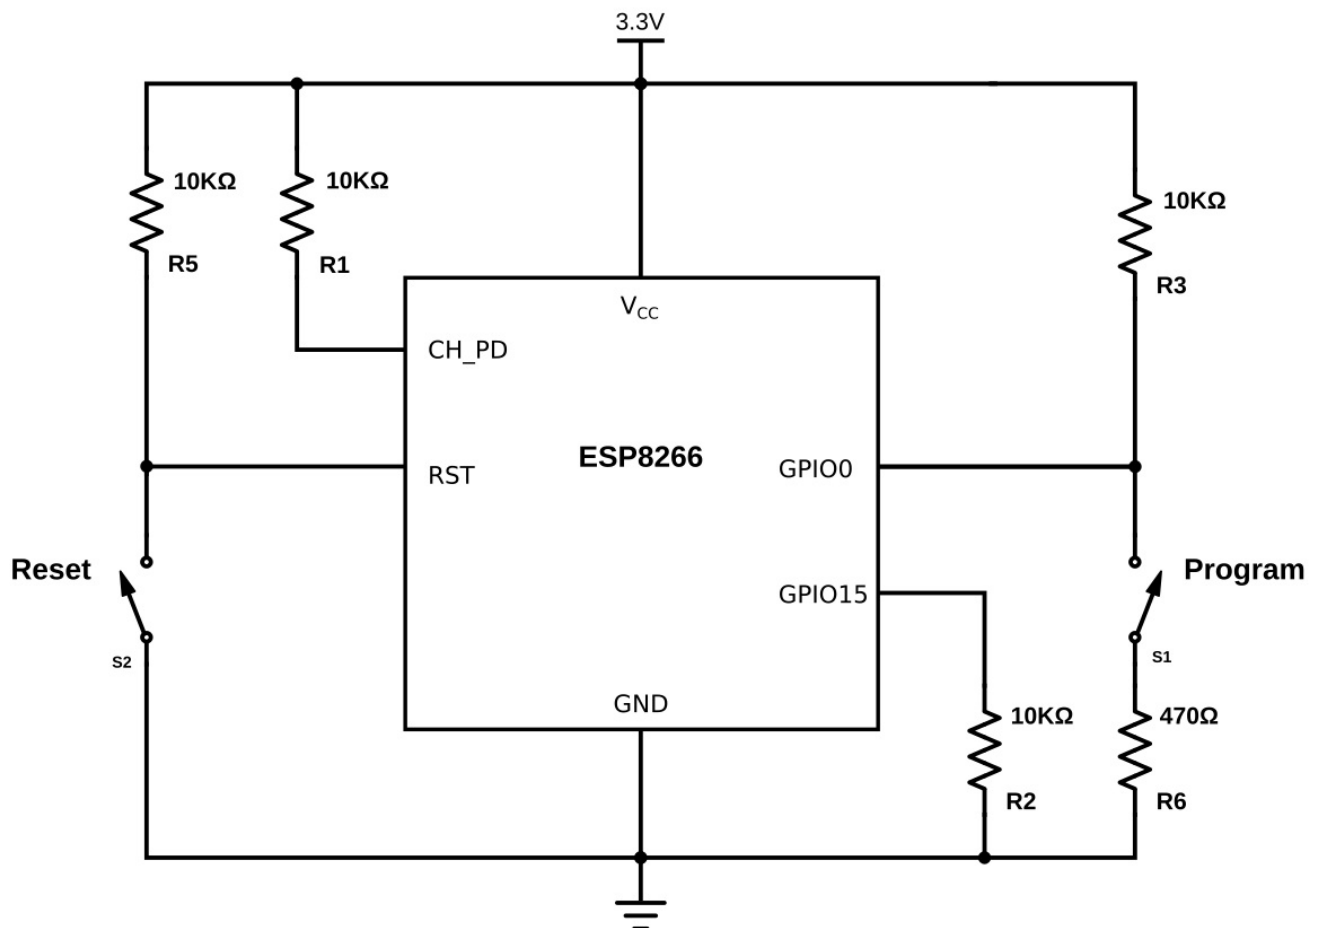 3.3V
10KΩ
10KΩ
10KΩ
R5
R1
R3
V_CC
CH_PD
ESP8266
RST
GPIO0
Reset
Program
GPIO15
S2
S1
GND
10KΩ
470Ω
R2
R6